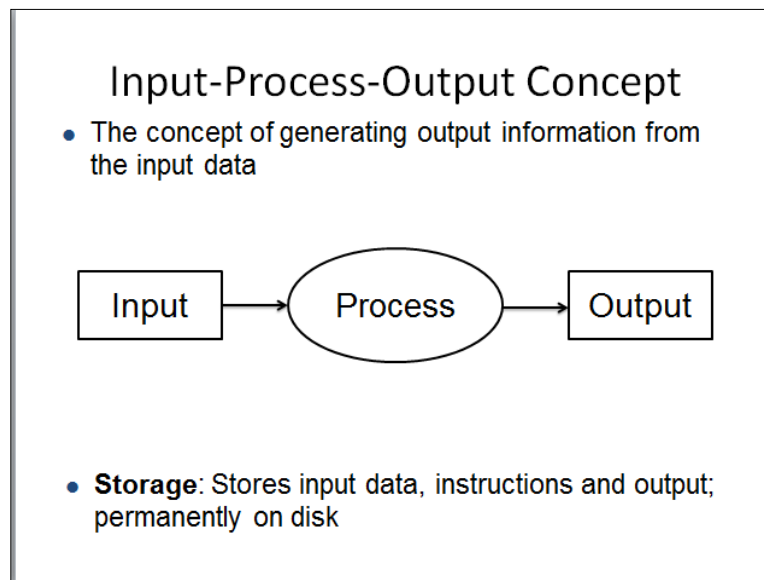 Input-Process-Output Concept
• The concept of generating output information from
the input data
Input
Process
Output
• Storage: Stores input data, instructions and output;
permanently on disk